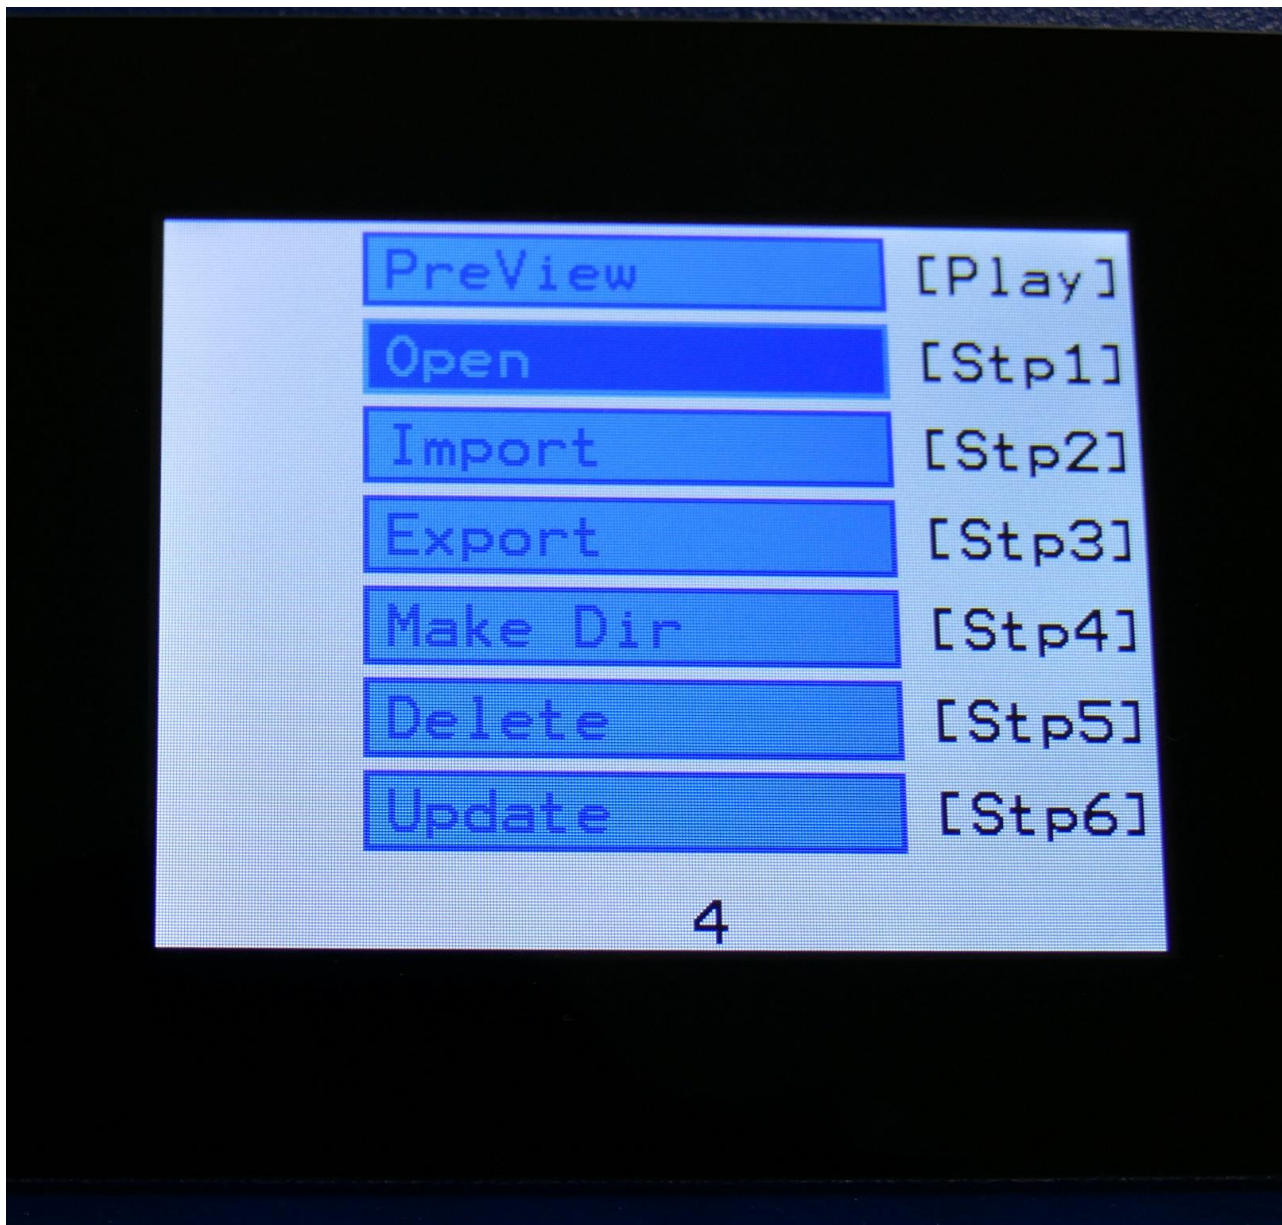 PreView [Play]
Open [Stp1]
Import [Stp2]
Export [Stp3]
Make Dir [Stp4]
Delete [Stp5]
Update [Stp6]
4